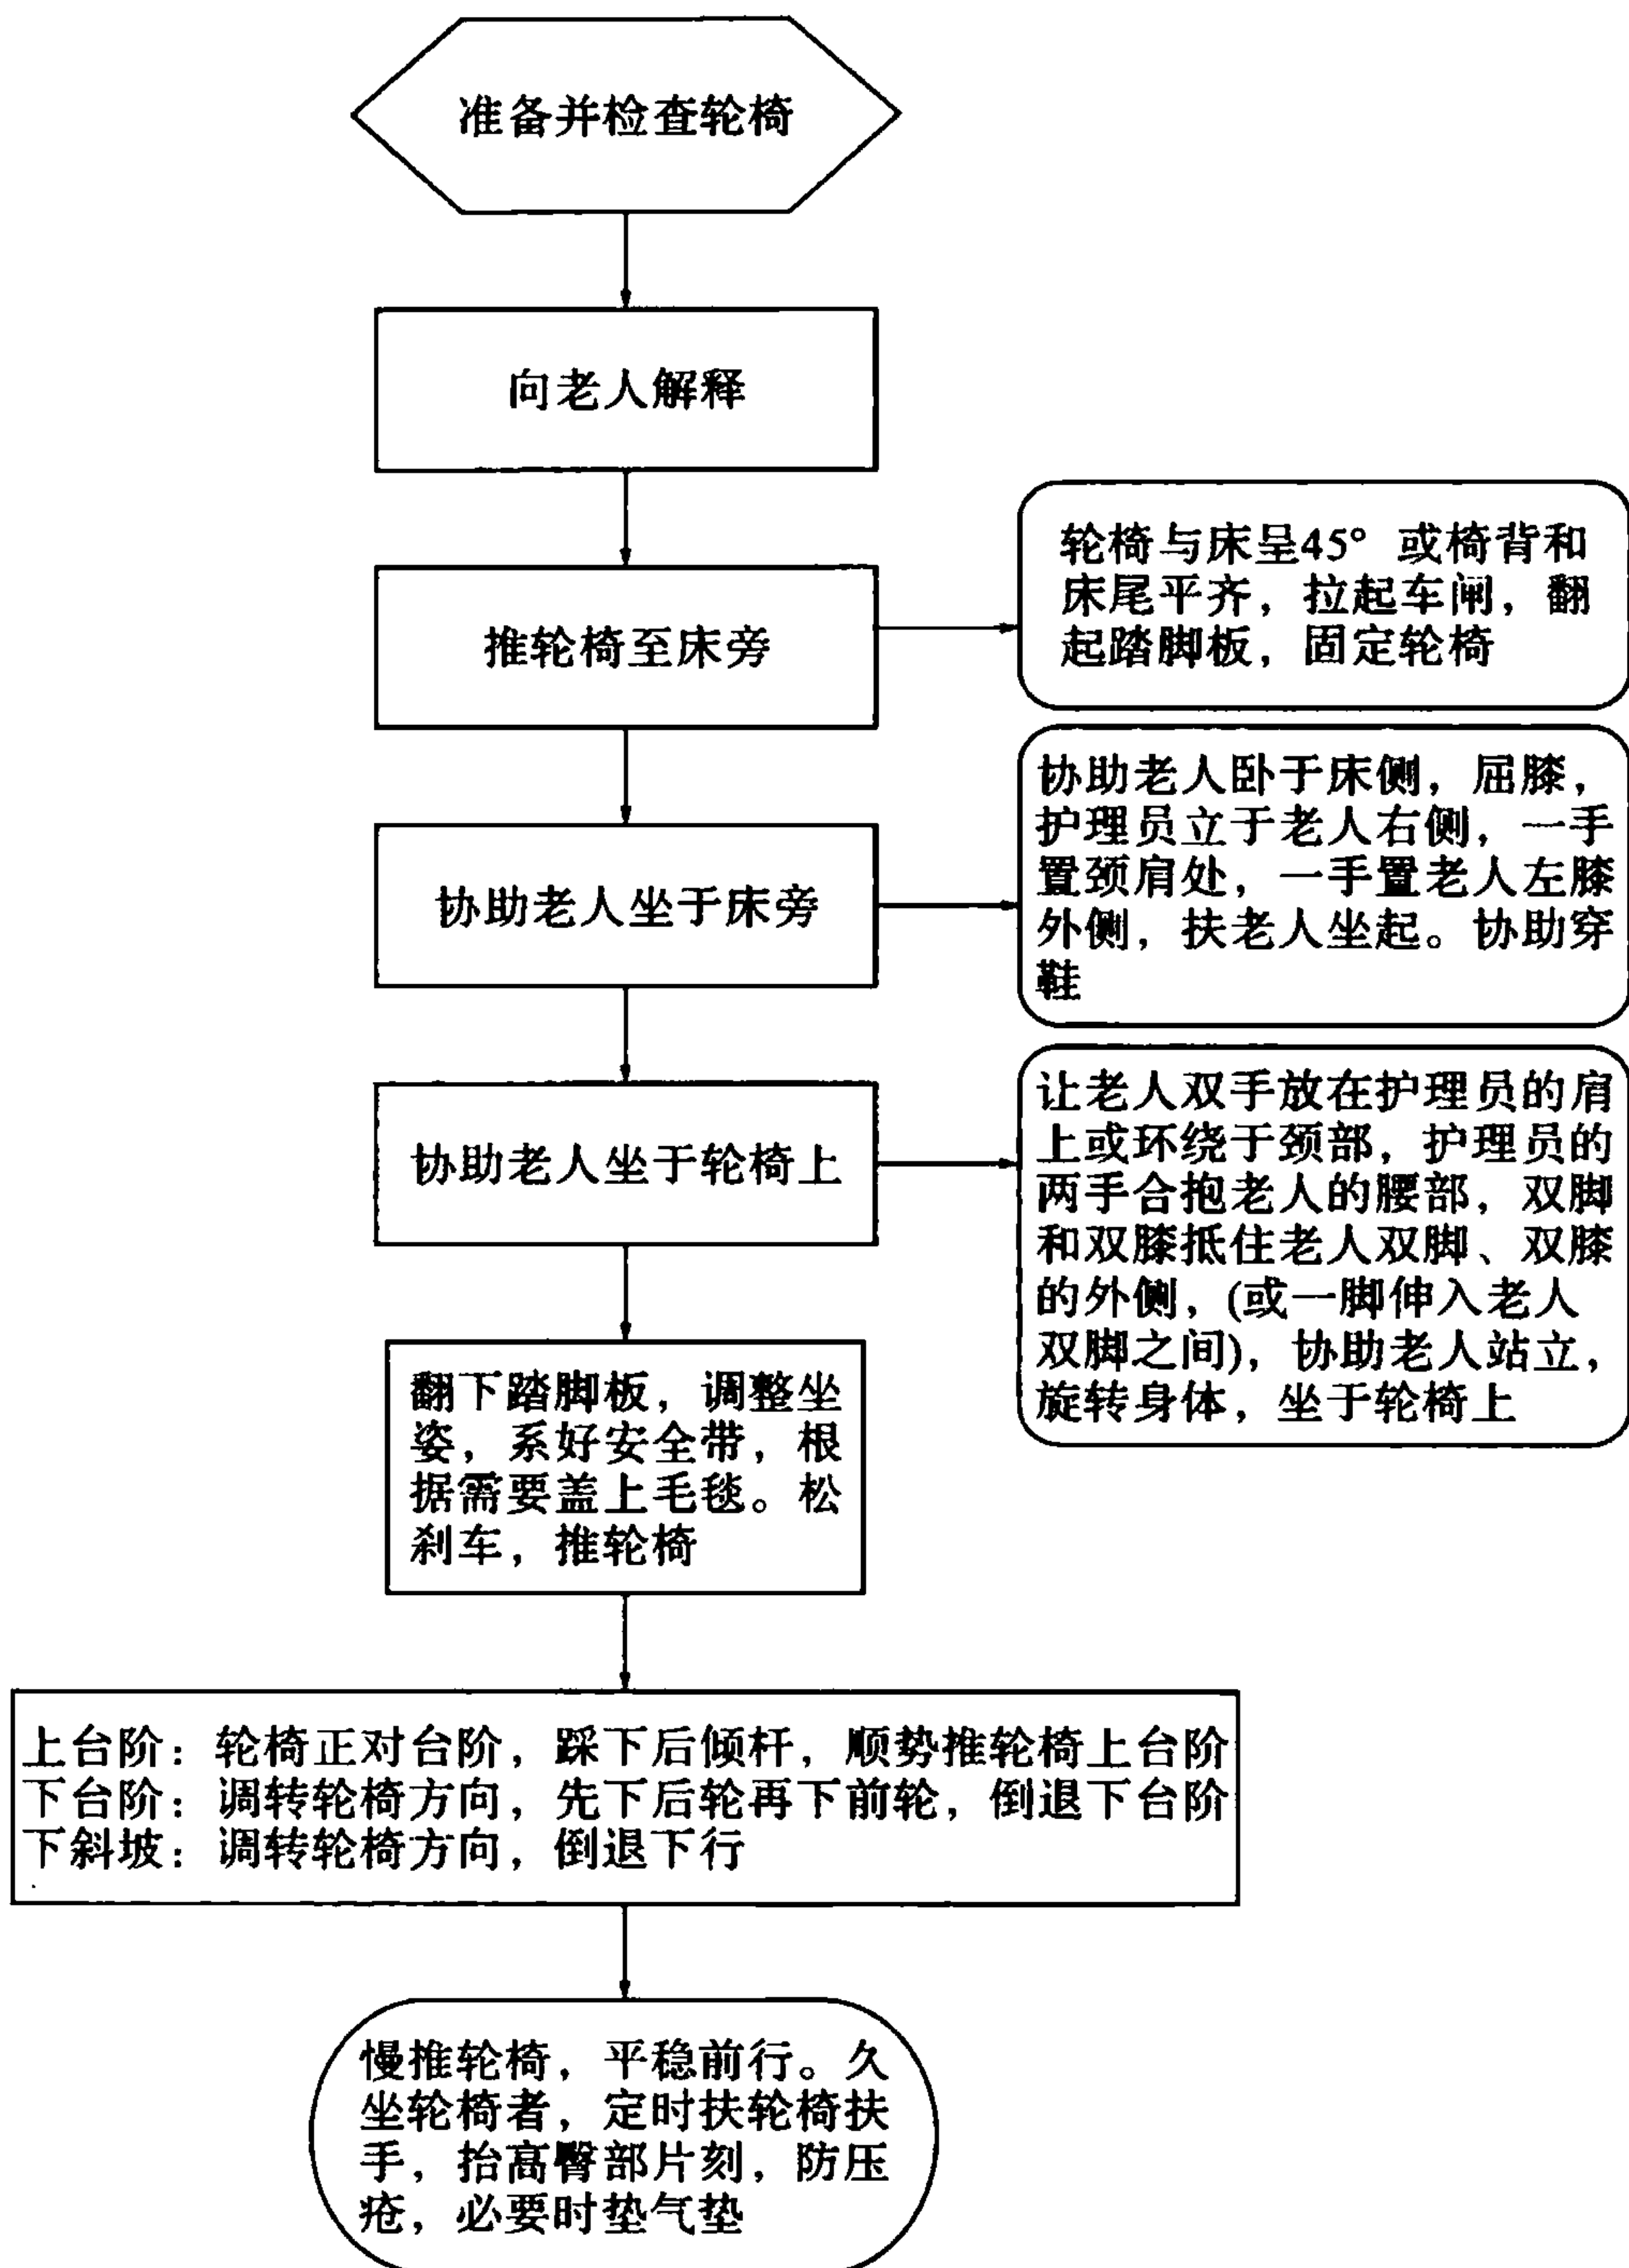 准备并检查轮椅
向老人解释
推轮椅至床旁
轮椅与床呈45° 或椅背和
床尾平齐，拉起车闸，翻
起踏脚板，固定轮椅
协助老人坐于床旁
协助老人卧于床侧，屈膝，
护理员立于老人右侧，一手
置颈肩处，一手置老人左膝
外侧，扶老人坐起。协助穿
鞋
协助老人坐于轮椅上
让老人双手放在护理员的肩
上或环绕于颈部，护理员的
两手合抱老人的腰部，双脚
和双膝抵住老人双脚、双膝
的外侧，(或一脚伸入老人
双脚之间)，协助老人站立，
旋转身体，坐于轮椅上
翻下踏脚板，调整坐
姿，系好安全带，根
据需要盖上毛毯。松
刹车，推轮椅
上台阶：轮椅正对台阶，踩下后倾杆，顺势推轮椅上台阶
下台阶：调转轮椅方向，先下后轮再下前轮，倒退下台阶
下斜坡：调转轮椅方向，倒退下行
慢推轮椅，平稳前行。久
坐轮椅者，定时扶轮椅扶
手，抬高臀部片刻，防压
疮，必要时垫气垫